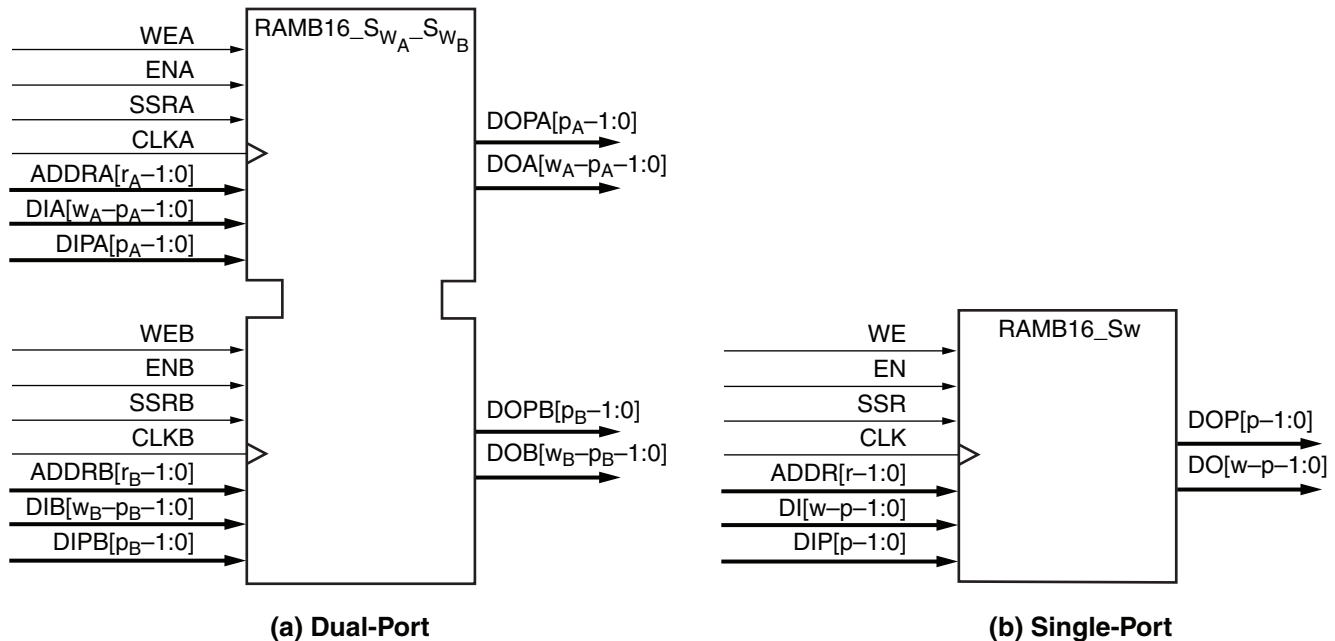 RAMB16_SWA_SWB
WEA
ENA
SSRA
CLKA
ADDRA[rA–1:0]
DIA[wA–pA–1:0]
DIPA[pA–1:0]
DOPA[pA–1:0]
DOA[wA–pA–1:0]
WEB
ENB
SSRB
CLKB
ADDRB[rB–1:0]
DIB[wB–pB–1:0]
DIPB[pB–1:0]
DOPB[pB–1:0]
DOB[wB–pB–1:0]
(a) Dual-Port
RAMB16_Sw
WE
EN
SSR
CLK
ADDR[r–1:0]
DI[w–p–1:0]
DIP[p–1:0]
DOP[p–1:0]
DO[w–p–1:0]
(b) Single-Port